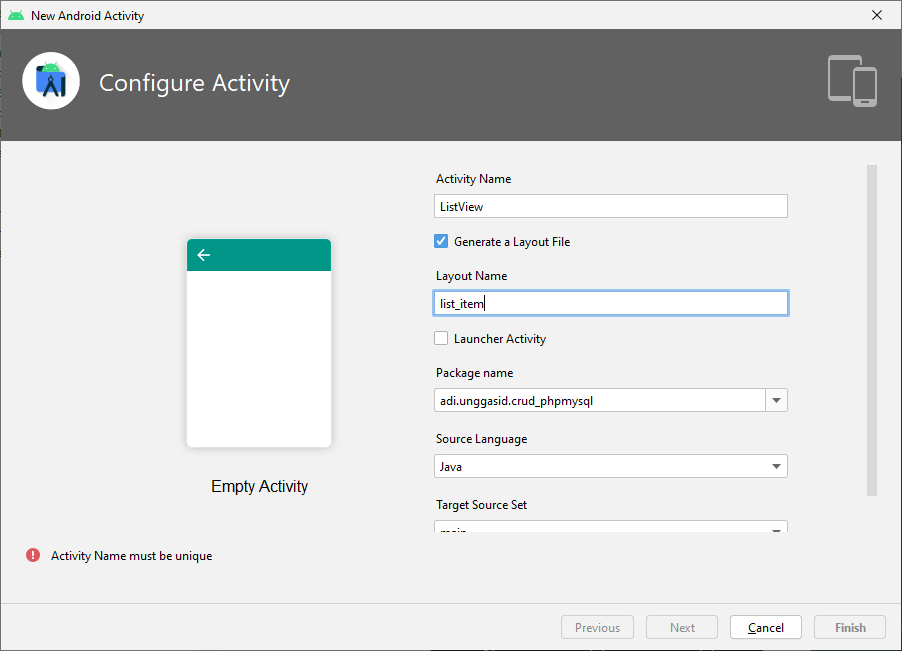 New Android Activity
Configure Activity
Activity Name
ListView
Generate a Layout File
Layout Name
list_item
Launcher Activity
Package name
adi.unggasid.crud_phpmysql
Source Language
Java
Target Source Set
main
Empty Activity
Activity Name must be unique
Previous
Next
Cancel
Finish